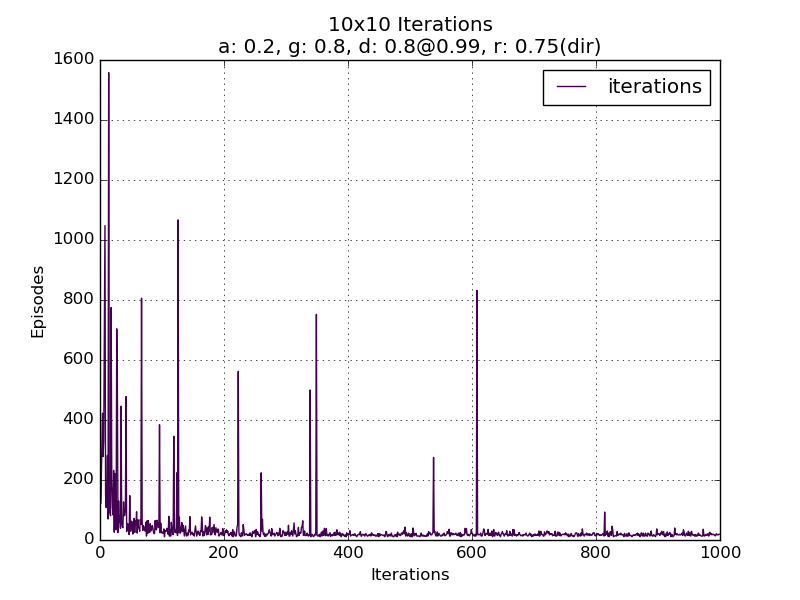 10x10 Iterations
a: 0.2, g: 0.8, d: 0.8@0.99, r: 0.75(dir)
iterations
1600
1400
1200
1000
800
600
400
200
0
Episodes
0 200 400 600 800 1000
Iterations